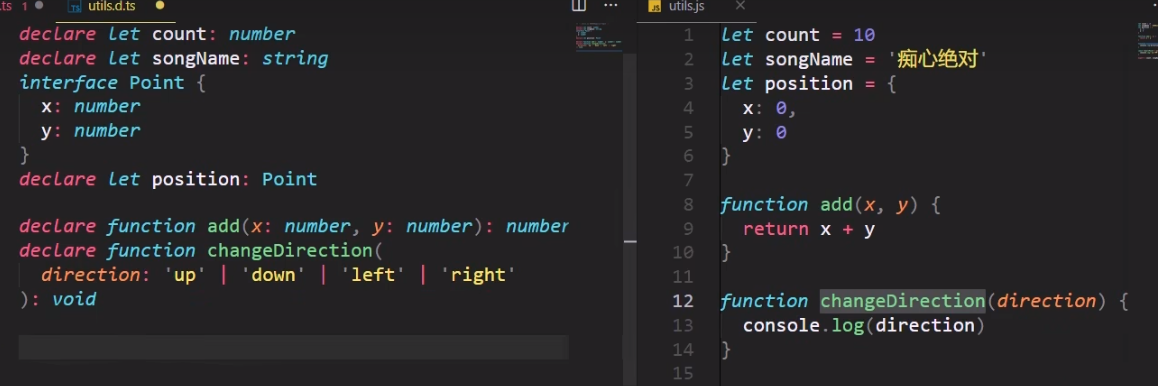 .ts 1 TS utils.d.ts ...
declare let count: number
declare let songName: string
interface Point {
x: number
y: number
}
declare let position: Point
declare function add(x: number, y: number): number
declare function changeDirection(
direction: 'up' | 'down' | 'left' | 'right'
): void
JS utils.js ×
1 let count = 10
2 let songName = '痴心绝对'
3 let position = {
4 x: 0,
5 y: 0
6 }
7
8 function add(x, y) {
9 return x + y
10 }
11
12 function changeDirection(direction) {
13 console.log(direction)
14 }
15